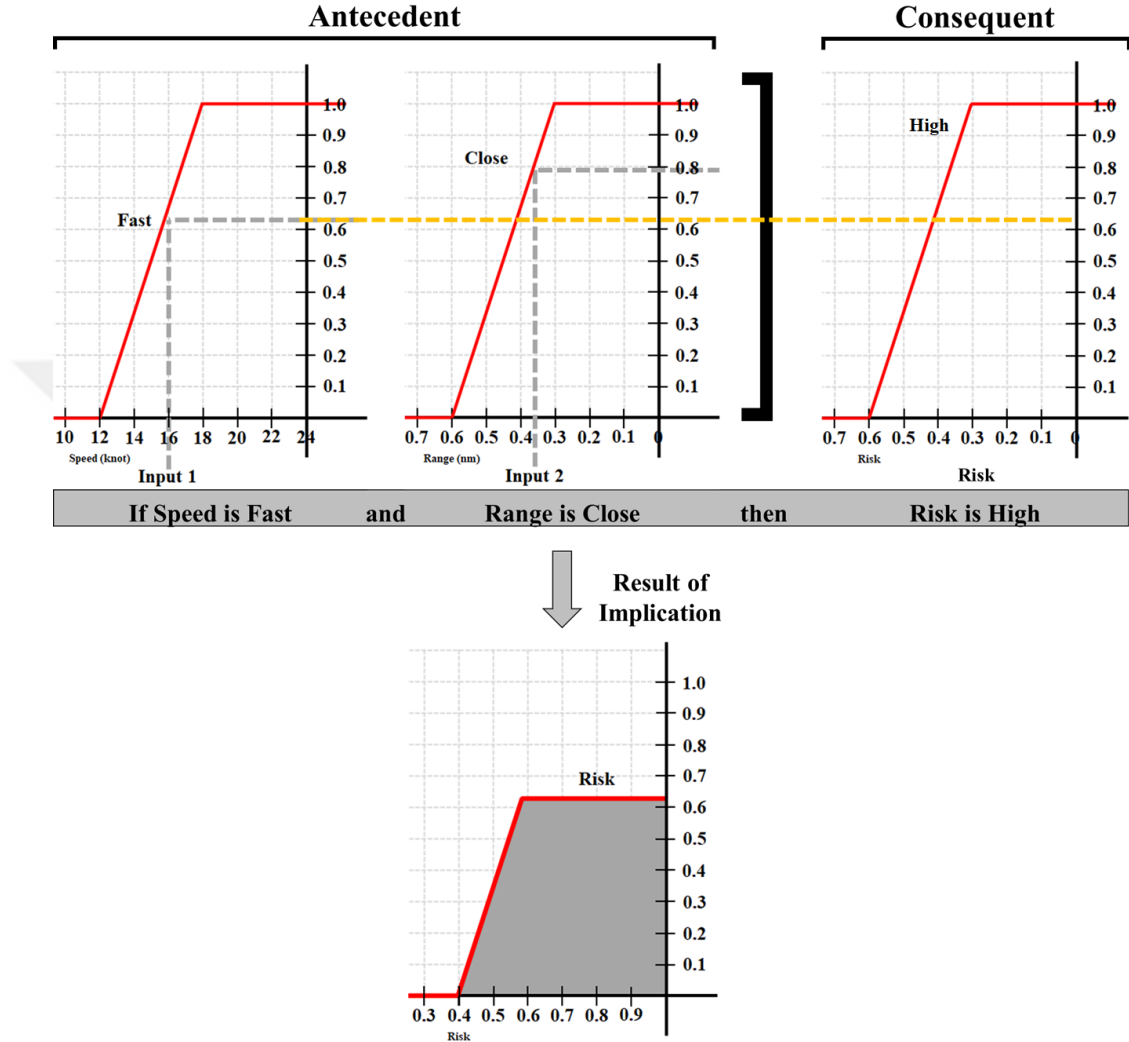 Antecedent
Consequent
1.0 1.0 1.0
0.9 0.9 High 0.9
Close
0.8 0.8 0.8
0.7 0.7 0.7
Fast
0.6 0.6 0.6
0.5 0.5 0.5
0.4 0.4 0.4
0.3 0.3 0.3
0.2 0.2 0.2
0.1 0.1 0.1
10 12 14 16 18 20 22 24 0.7 0.6 0.5 0.4 0.3 0.2 0.1 0 0.7 0.6 0.5 0.4 0.3 0.2 0.1 0
Speed (knot) Range (nm) Risk
Input 1 Input 2 Risk
If Speed is Fast and Range is Close then Risk is High
Result of
Implication
1.0
0.9
0.8
Risk 0.7
0.6
0.5
0.4
0.3
0.2
0.1
0.3 0.4 0.5 0.6 0.7 0.8 0.9
Risk